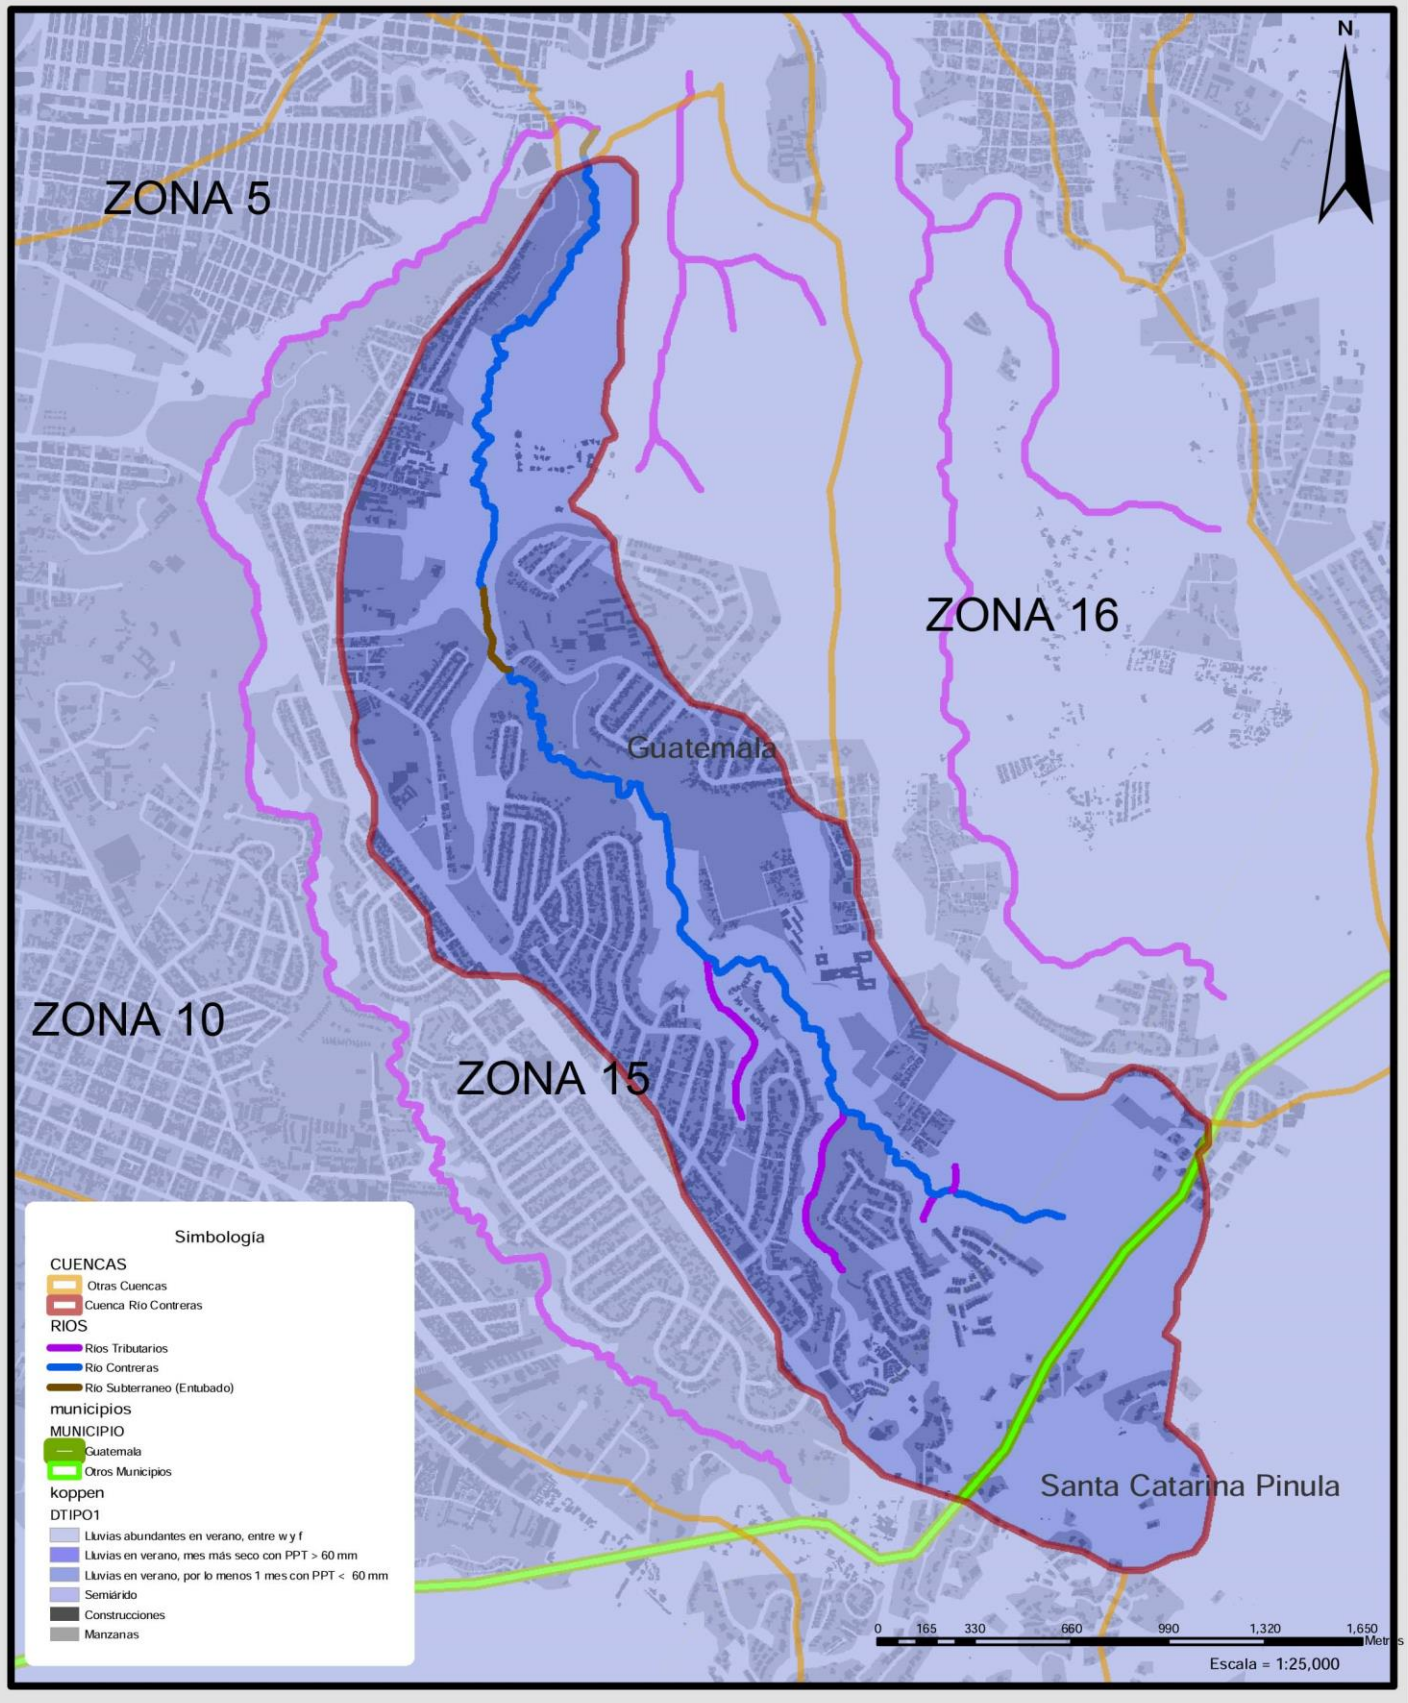 N
ZONA 5
ZONA 16
Guatemala
ZONA 10
ZONA 15
Santa Catarina Pinula
Simbología
CUENCAS
Otras Cuencas
Cuenca Río Contreras
RIOS
Ríos Tributarios
Río Contreras
Río Subterraneo (Entubado)
municipios
MUNICIPIO
Guatemala
Otros Municipios
koppen
DTIPO1
Lluvias abundantes en verano, entre w y f
Lluvias en verano, mes más seco con PPT > 60 mm
Lluvias en verano, por lo menos 1 mes con PPT < 60 mm
Semiárido
Construcciones
Manzanas
0 165 330 660 990 1,320 1,650
Metros
Escala = 1:25,000